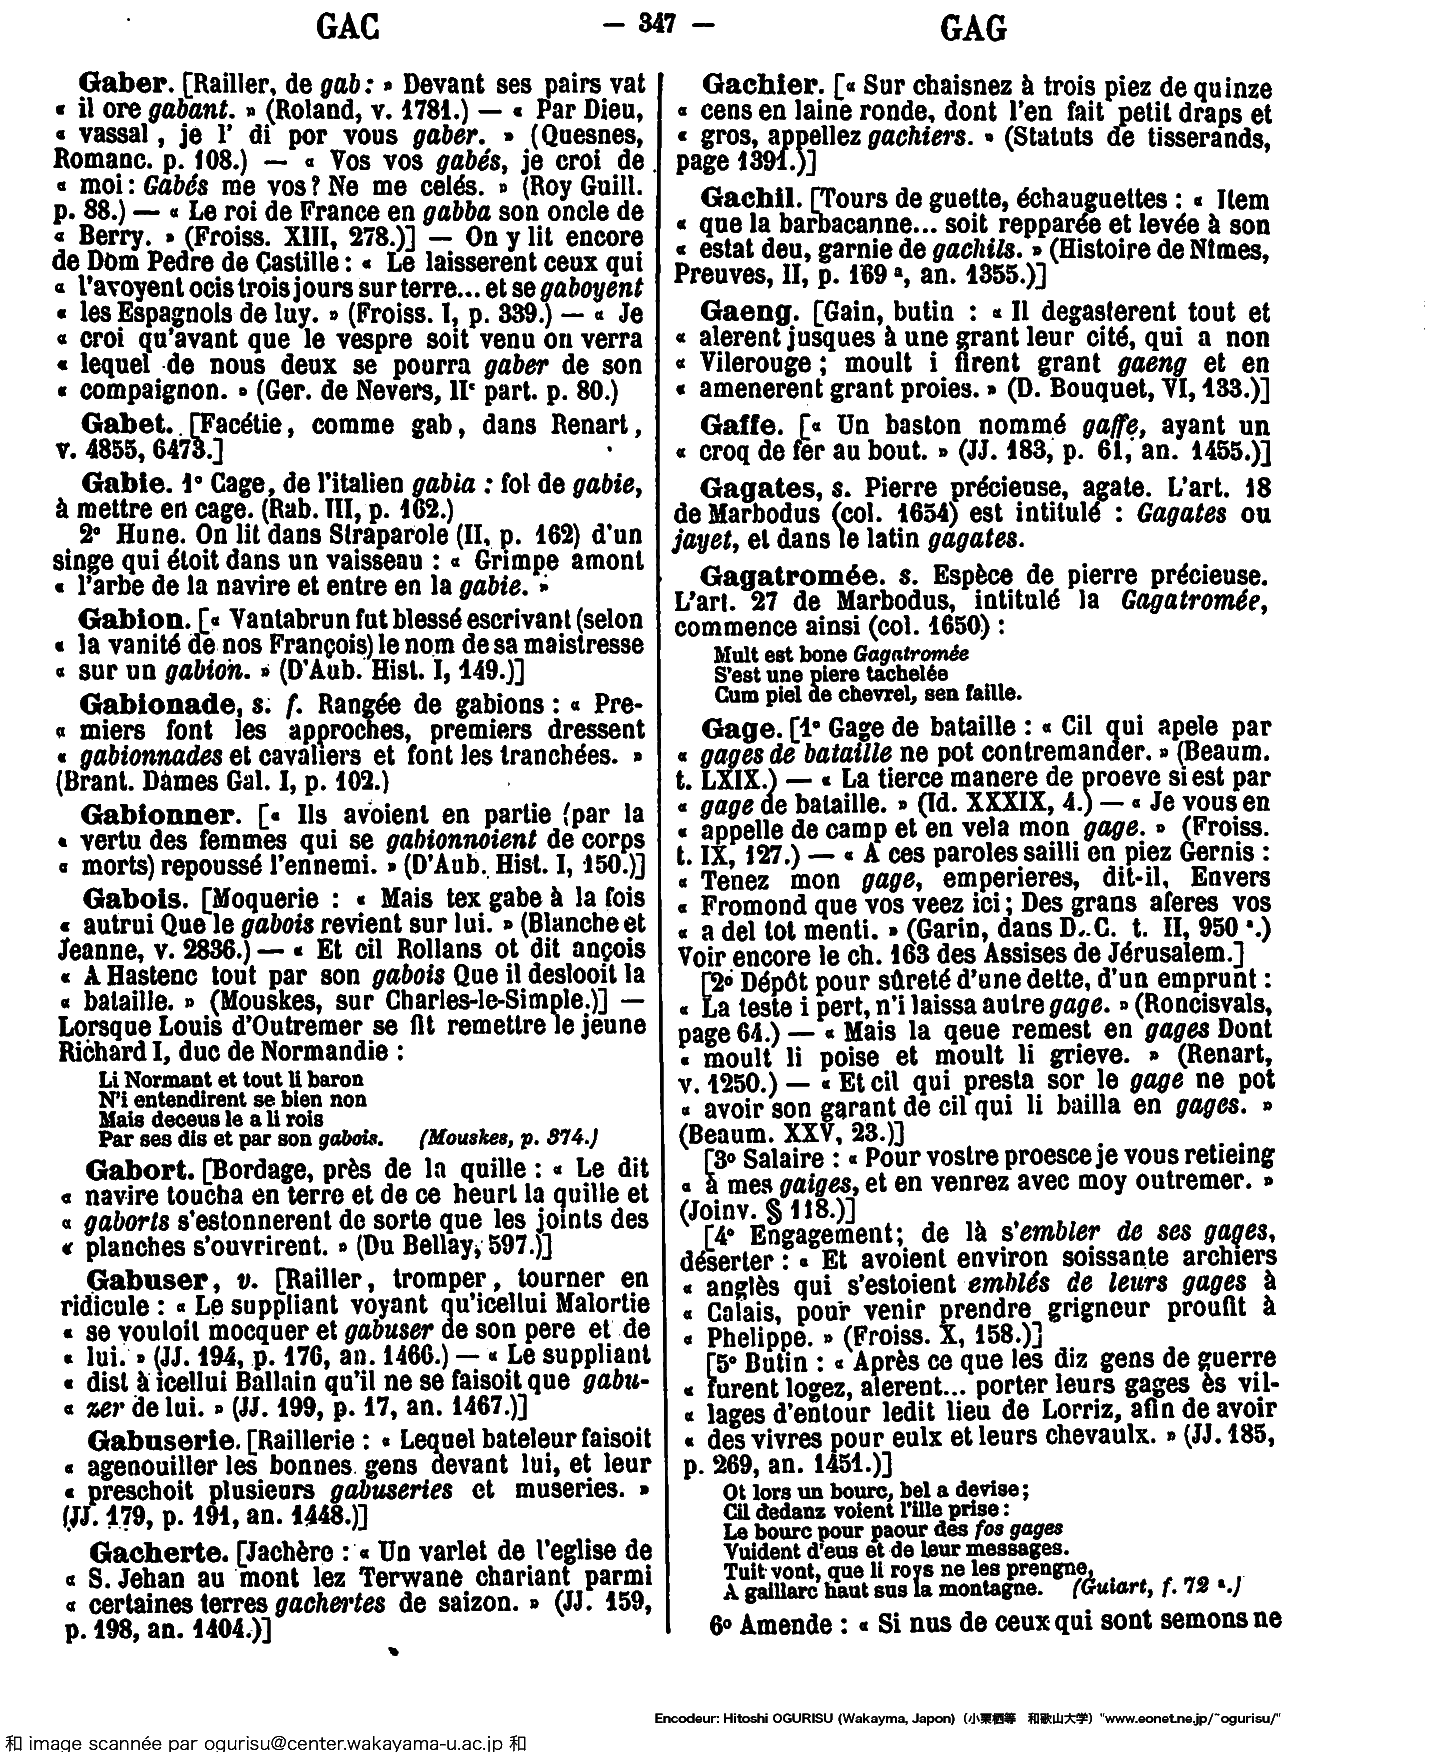 GAC — 347 — GAG
Gaber. [Railler, de gab : » Devant ses pairs vat
« il ore gabant. » (Roland, v. 1781.) — « Par Dieu,
« vassal, je l' di por vous gaber. » (Quesnes,
Romanc. p. 108.) — « Vos vos gabés, je croi de
« moi : Gabés me vos? Ne me celés. » (Roy Guill.
p. 88.) — « Le roi de France en gabba son oncle de
« Berry. » (Froiss. XIII, 278.)] — On y lit encore
de Dom Pedre de Castille : « Le laisserent ceux qui
« l'avoyent ocis trois jours sur terre... et se gaboyent
« les Espagnols de luy. » (Froiss. I, p. 339.) — « Je
« croi qu'avant que le vespre soit venu on verra
« lequel de nous deux se pourra gaber de son
« compaignon. » (Ger. de Nevers, IIe part. p. 80.)
Gabet. [Facétie, comme gab, dans Renart,
v. 4855, 6473.]
Gabie. 1° Cage, de l'italien gabia : fol de gabie,
à mettre en cage. (Rab. III, p. 162.)
2° Hune. On lit dans Straparole (II, p. 162) d'un
singe qui étoit dans un vaisseau : « Grimpe amont
« l'arbe de la navire et entre en la gabie. »
Gabion. [« Vantabrun fut blessé escrivant (selon
« la vanité de nos François) le nom de sa maistresse
« sur un gabion. » (D'Aub. Hist. I, 149.)]
Gabionade, s. f. Rangée de gabions : « Pre-
« miers font les approches, premiers dressent
« gabionnades et cavaliers et font les tranchées. »
(Brant. Dames Gal. I, p. 102.)
Gabionner. [« Ils avoient en partie (par la
« vertu des femmes qui se gabionnoient de corps
« morts) repoussé l'ennemi. » (D'Aub. Hist. I, 150.)]
Gabois. [Moquerie : « Mais tex gabe à la fois
« autrui Que le gabois revient sur lui. » (Blanche et
Jeanne, v. 2836.) — « Et cil Rollans ot dit ançois
« A Hastenc tout par son gabois Que il deslooit la
« bataille. » (Mouskes, sur Charles-le-Simple.)] —
Lorsque Louis d'Outremer se fit remettre le jeune
Richard I, duc de Normandie :
Li Normant et tout li baron
N'i entendirent se bien non
Mais deceus le a li rois
Par ses dis et par son gabois. (Mouskes, p. 374.)
Gabort. [Bordage, près de la quille : « Le dit
« navire toucha en terre et de ce heurt la quille et
« gaborts s'estonnerent de sorte que les joints des
« planches s'ouvrirent. » (Du Bellay, 597.)]
Gabuser, v. [Railler, tromper, tourner en
ridicule : « Le suppliant voyant qu'icellui Malortie
« se vouloit mocquer et gabuser de son pere et de
« lui. » (JJ. 194, p. 176, an. 1466.) — « Le suppliant
« dist à icellui Ballain qu'il ne se faisoit que gabu-
« zer de lui. » (JJ. 199, p. 17, an. 1467.)]
Gabuserie. [Raillerie : « Lequel bateleur faisoit
« agenouiller les bonnes gens devant lui, et leur
« preschoit plusieurs gabuseries et museries. »
(JJ. 179, p. 191, an. 1448.)]
Gacherte. [Jachère : « Un varlet de l'eglise de
« S. Jehan au mont lez Terwane chariant parmi
« certaines terres gachertes de saizon. » (JJ. 159,
p. 198, an. 1404.)]
Gachier. [« Sur chaisnez à trois piez de quinze
« cens en laine ronde, dont l'en fait petit draps et
« gros, appellez gachiers. » (Statuts de tisserands,
page 1391.)]
Gachil. [Tours de guette, échauguettes : « Item
« que la barbacanne... soit repparée et levée à son
« estat deu, garnie de gachils. » (Histoire de Nîmes,
Preuves, II, p. 169 a, an. 1355.)]
Gaeng. [Gain, butin : « Il degasterent tout et
« alerent jusques à une grant leur cité, qui a non
« Vilerouge ; moult i firent grant gaeng et en
« amenerent grant proies. » (D. Bouquet, VI, 133.)]
Gaffe. [« Un baston nommé gaffe, ayant un
« croq de fer au bout. » (JJ. 183, p. 61, an. 1455.)]
Gagates, s. Pierre précieuse, agate. L'art. 18
de Marbodus (col. 1654) est intitulé : Gagates ou
jayet, et dans le latin gagates.
Gagatromée. s. Espèce de pierre précieuse.
L'art. 27 de Marbodus, intitulé la Gagatromée,
commence ainsi (col. 1650) :
Mult est bone Gagatromée
S'est une piere tachelée
Cum piel de chevrel, sen faille.
Gage. [1° Gage de bataille : « Cil qui apele par
« gages de bataille ne pot contremander. » (Beaum.
t. LXIX.) — « La tierce manere de proeve si est par
« gage de bataille. » (Id. XXXIX, 4.) — « Je vous en
« appelle de camp et en vela mon gage. » (Froiss.
t. IX, 127.) — « A ces paroles sailli en piez Gernis :
« Tenez mon gage, emperieres, dit-il, Envers
« Fromond que vos veez ici ; Des grans aferes vos
« a del tot menti. » (Garin, dans D. C. t. II, 950 a.)
Voir encore le ch. 163 des Assises de Jérusalem.]
[2° Dépôt pour sûreté d'une dette, d'un emprunt :
« La teste i pert, n'i laissa autre gage. » (Roncisvals,
page 64.) — « Mais la qeue remest en gages Dont
« moult li poise et moult li grieve. » (Renart,
v. 1250.) — « Et cil qui presta sor le gage ne pot
« avoir son garant de cil qui li bailla en gages. »
(Beaum. XXV, 23.)]
[3° Salaire : « Pour vostre proesce je vous retieing
« à mes gaiges, et en venrez avec moy outremer. »
(Joinv. § 118.)]
[4° Engagement ; de là s'embler de ses gages,
déserter : « Et avoient environ soissante archiers
« anglès qui s'estoient emblés de leurs gages à
« Calais, pour venir prendre grigneur proufit à
« Phelippe. » (Froiss. X, 158.)]
[5° Butin : « Après ce que les diz gens de guerre
« furent logez, alerent... porter leurs gages ès vil-
« lages d'entour ledit lieu de Lorriz, afin de avoir
« des vivres pour eulx et leurs chevaulx. » (JJ. 185,
p. 269, an. 1451.)]
Ot lors un bourc, bel a devise ;
Cil dedanz voient l'ille prise :
Le bourc pour paour des fos gages
Vuident d'eus et de leur messages.
Tuit vont, que li roys ne les prengne,
A gaillarc haut sus la montagne. (Guiart, f. 72 a.)
6° Amende : « Si nus de ceux qui sont semons ne
Encodeur: Hitoshi OGURISU (Wakayma, Japon) (小栗栖等 和歌山大学) "www.eonet.ne.jp/~ogurisu/"
和 image scannée par ogurisu@center.wakayama-u.ac.jp 和